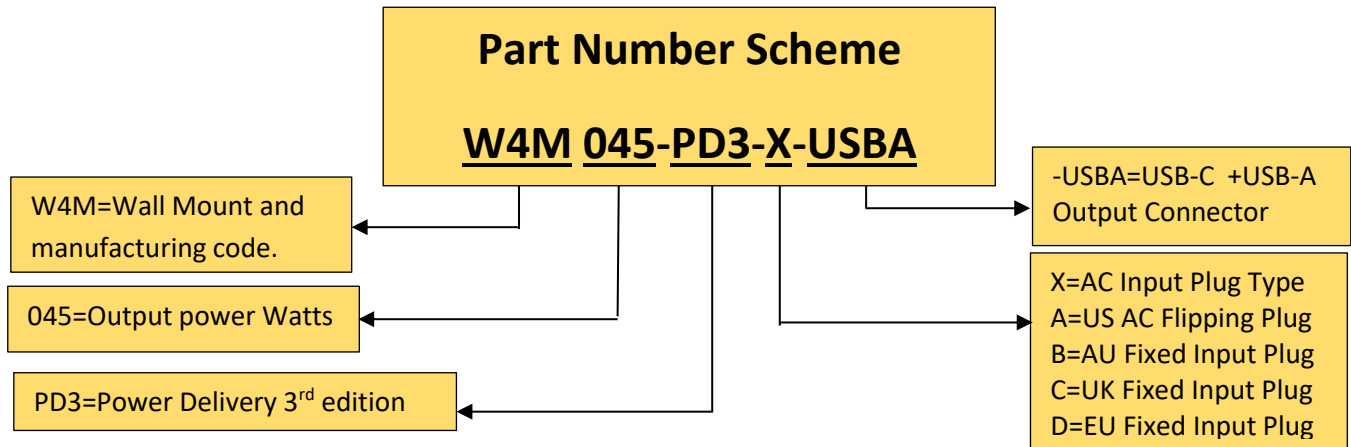 Part Number Scheme
W4M 045-PD3-X-USBA
W4M=Wall Mount and
manufacturing code.
045=Output power Watts
PD3=Power Delivery 3rd edition
-USBA=USB-C +USB-A
Output Connector
X=AC Input Plug Type
A=US AC Flipping Plug
B=AU Fixed Input Plug
C=UK Fixed Input Plug
D=EU Fixed Input Plug